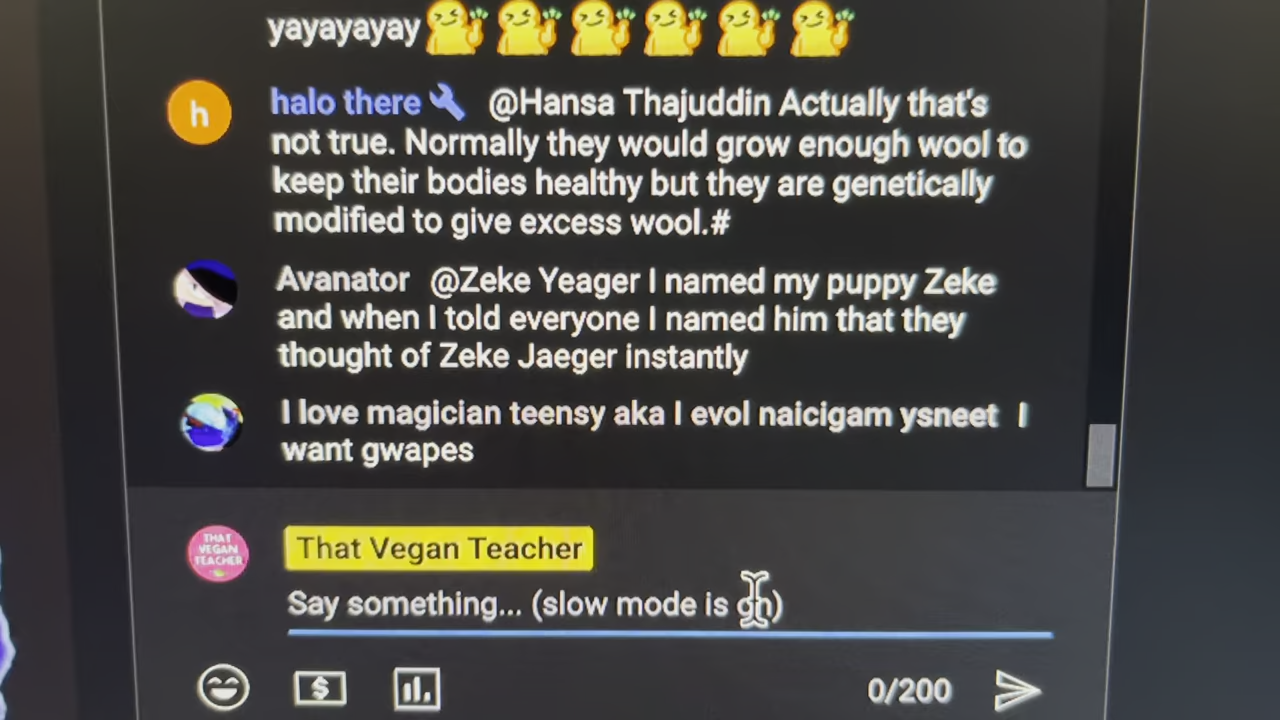 yayayayay
h
halo there @Hansa Thajuddin Actually that's
not true. Normally they would grow enough wool to
keep their bodies healthy but they are genetically
modified to give excess wool.#
Avanator @Zeke Yeager I named my puppy Zeke
and when I told everyone I named him that they
thought of Zeke Jaeger instantly
I love magician teensy aka I evol naicigam ysneet I
want gwapes
THAT
VEGAN
TEACHER
That Vegan Teacher
Say something... (slow mode is on)
$
0/200